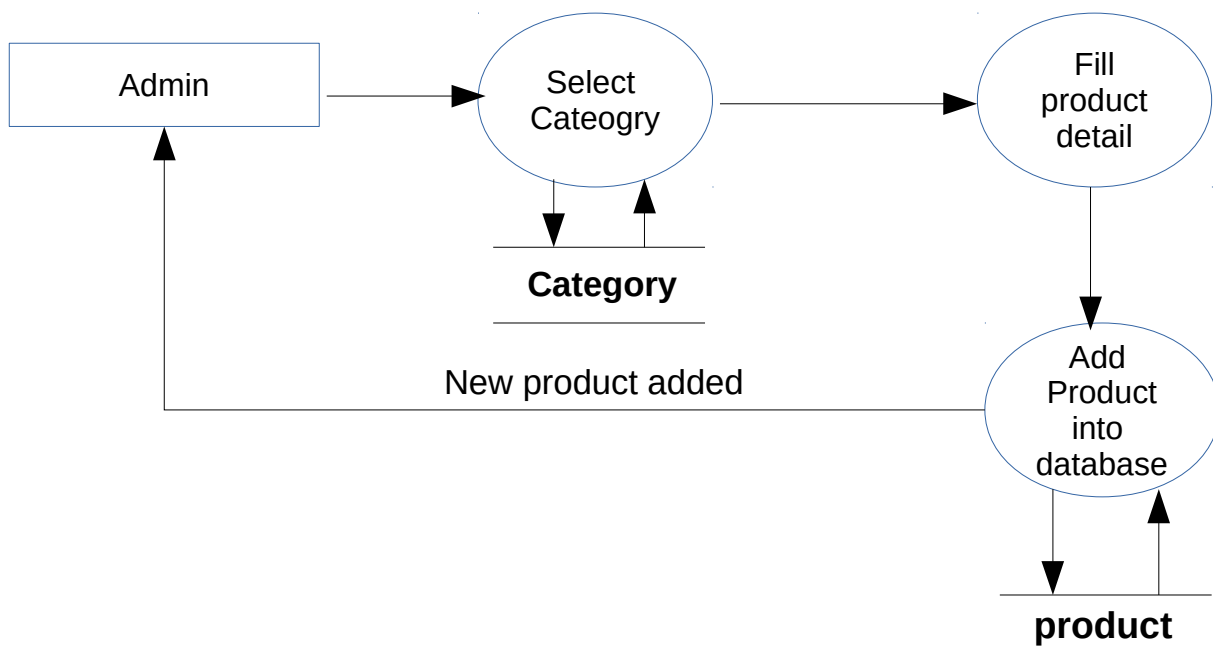 Admin
Select
Cateogry
Fill
product
detail
Category
New product added
Add
Product
into
database
product